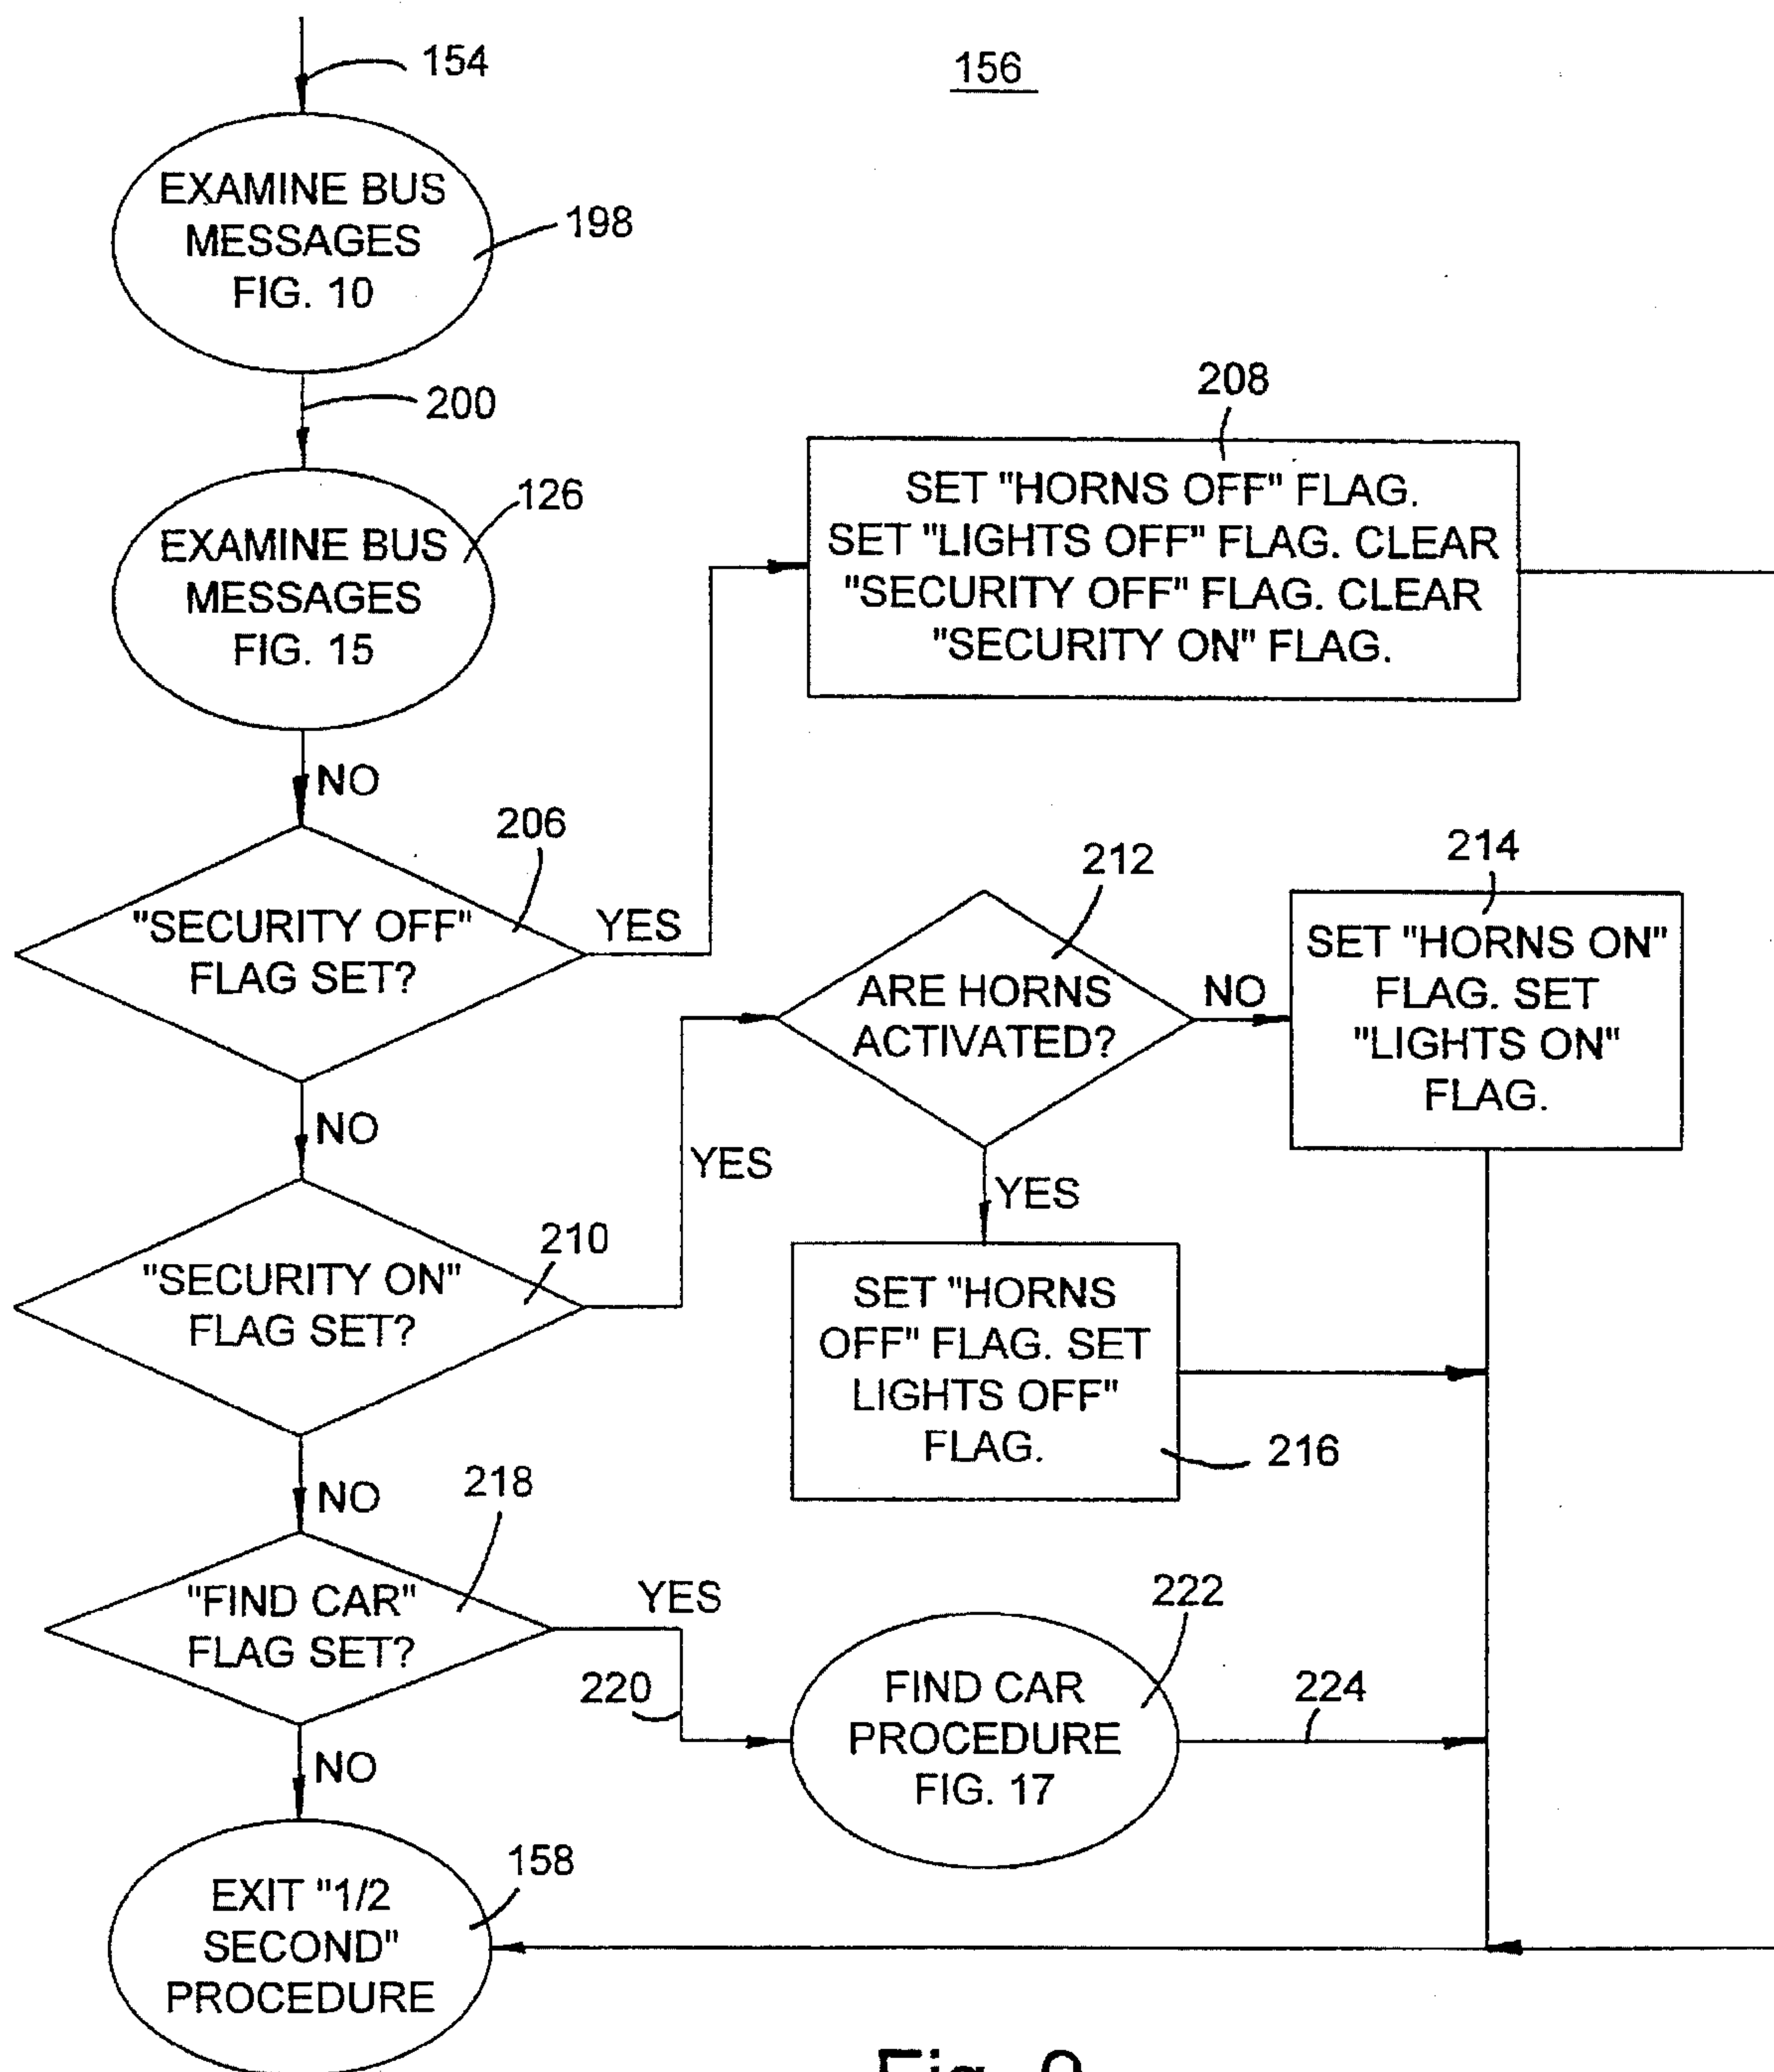 154
156
EXAMINE BUS
MESSAGES
FIG. 10
198
200
EXAMINE BUS
MESSAGES
FIG. 15
126
208
SET "HORNS OFF" FLAG.
SET "LIGHTS OFF" FLAG. CLEAR
"SECURITY OFF" FLAG. CLEAR
"SECURITY ON" FLAG.
NO
206
"SECURITY OFF"
FLAG SET?
YES
212
ARE HORNS
ACTIVATED?
NO
214
SET "HORNS ON"
FLAG. SET
"LIGHTS ON"
FLAG.
NO
YES
YES
210
"SECURITY ON"
FLAG SET?
SET "HORNS
OFF" FLAG. SET
LIGHTS OFF"
FLAG.
216
NO
218
"FIND CAR"
FLAG SET?
YES
220
222
FIND CAR
PROCEDURE
FIG. 17
224
NO
158
EXIT "1/2
SECOND"
PROCEDURE